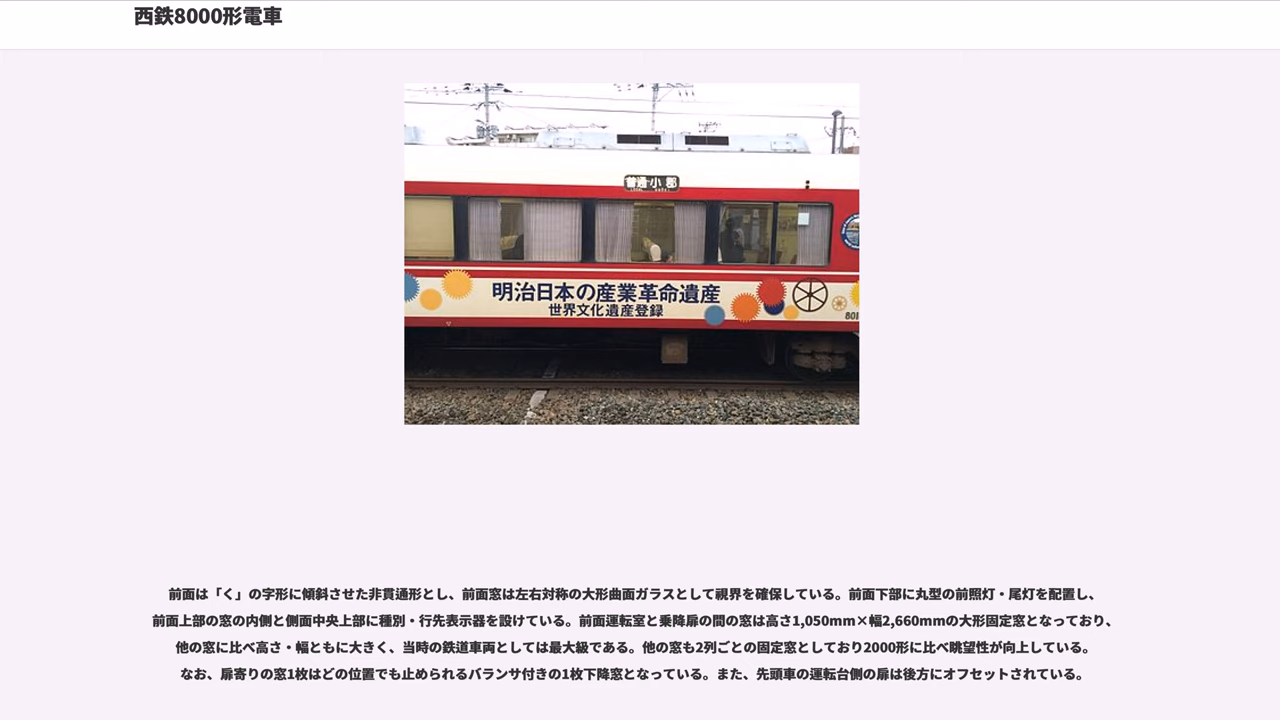 西鉄8000形電車
普通 小郡
明治日本の産業革命遺産
世界文化遺産登録
前面は「く」の字形に傾斜させた非貫通形とし、前面窓は左右対称の大形曲面ガラスとして視界を確保している。前面下部に丸型の前照灯・尾灯を配置し、
前面上部の窓の内側と側面中央上部に種別・行先表示器を設けている。前面運転室と乗降扉の間の窓は高さ1,050mm×幅2,660mmの大形固定窓となっており、
他の窓に比べ高さ・幅ともに大きく、当時の鉄道車両としては最大級である。他の窓も2列ごとの固定窓としており2000形に比べ眺望性が向上している。
なお、扉寄りの窓1枚はどの位置でも止められるバランサ付きの1枚下降窓となっている。また、先頭車の運転台側の扉は後方にオフセットされている。